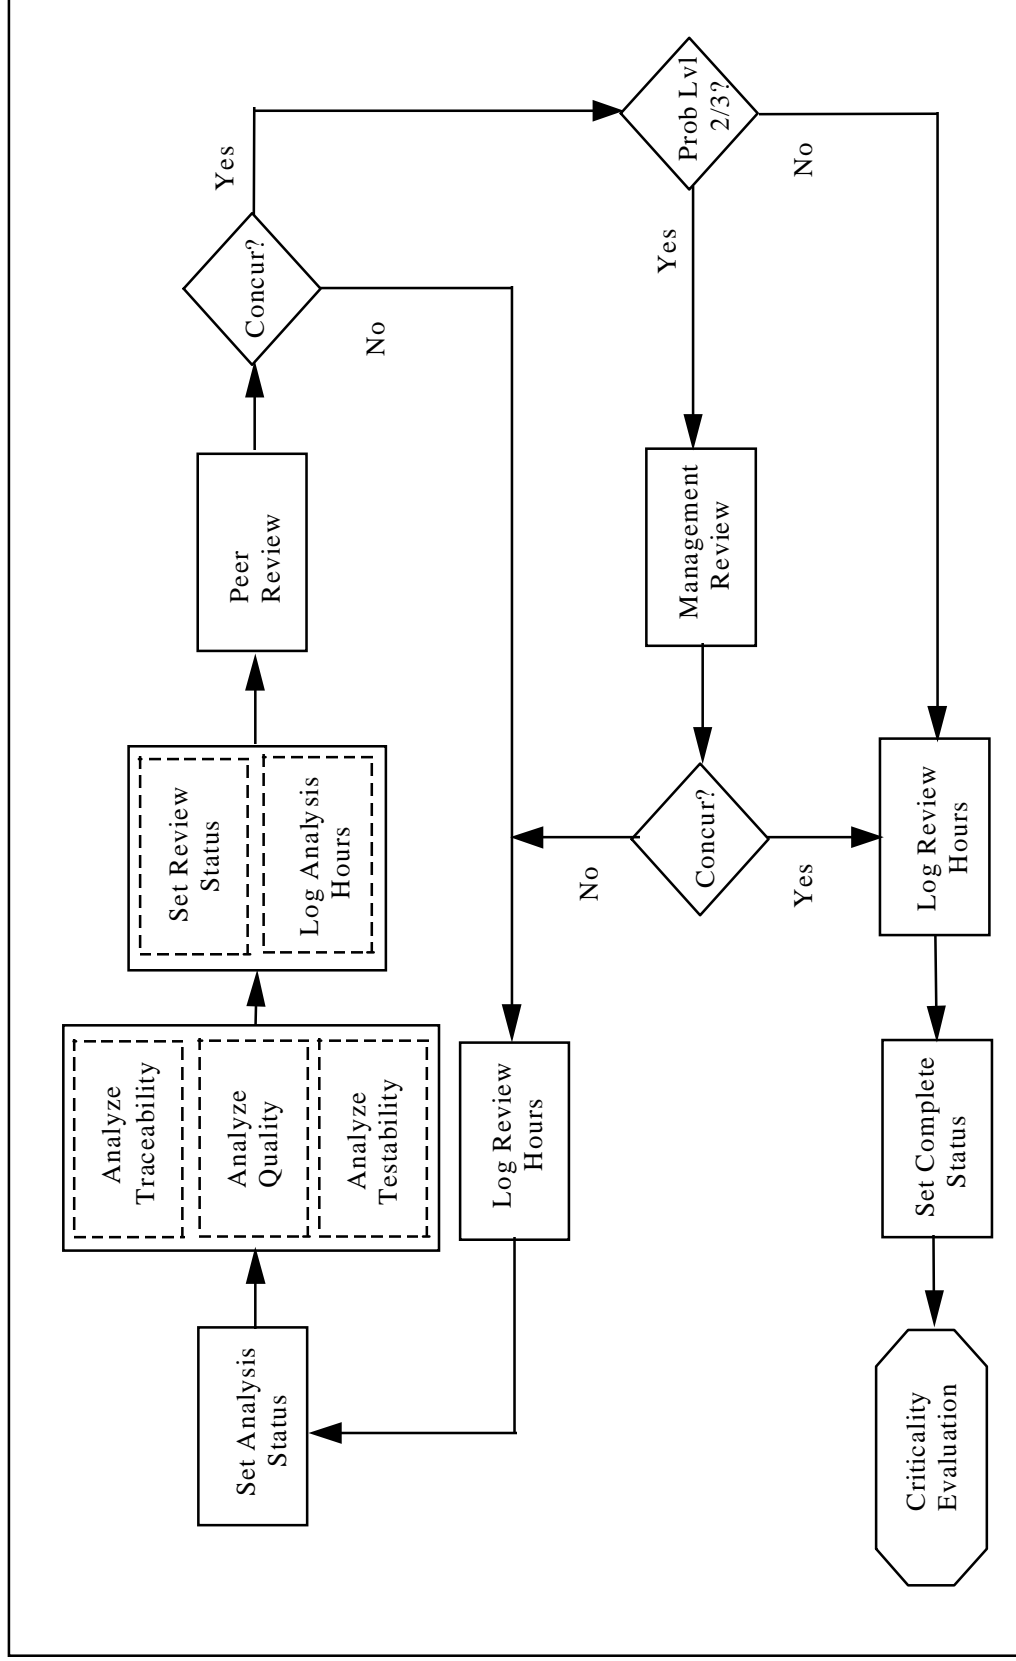 Set Analysis
Status
Analyze
Traceability
Analyze
Quality
Analyze
Testability
Set Review
Status
Log Analysis
Hours
Peer
Review
Concur?
Yes
No
Log Review
Hours
Prob Lvl
2/3?
Yes
No
Management
Review
Concur?
No
Yes
Log Review
Hours
Set Complete
Status
Criticality
Evaluation